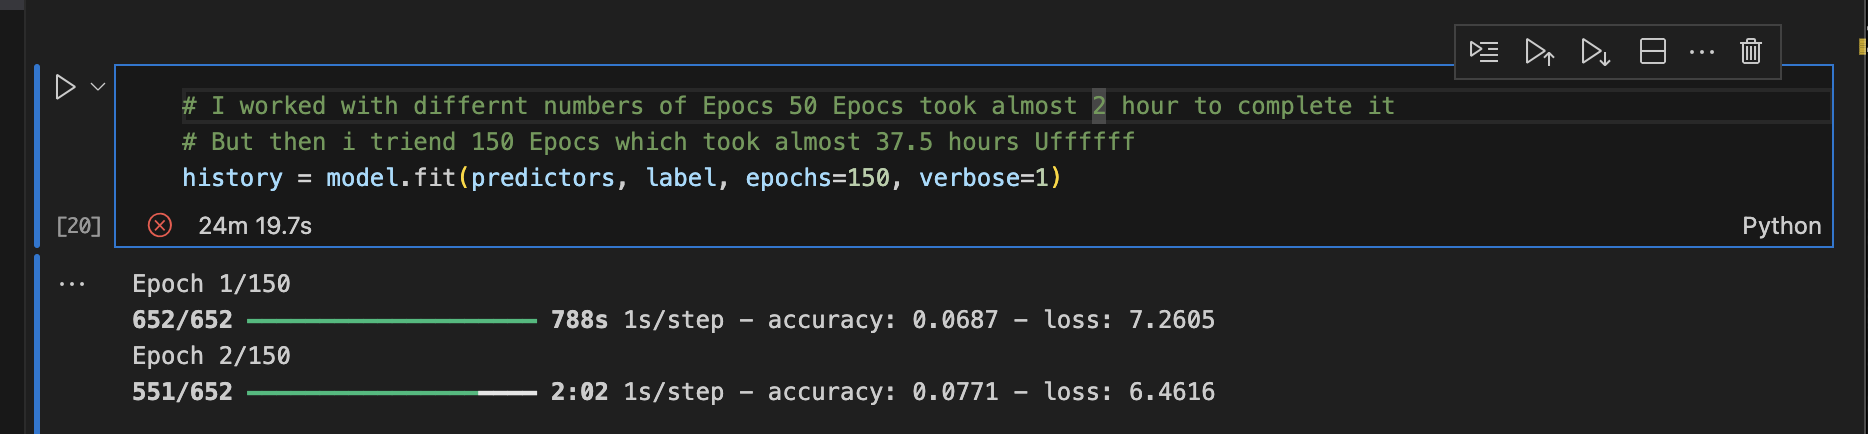 # I worked with differnt numbers of Epocs 50 Epocs took almost 2 hour to complete it
# But then i triend 150 Epocs which took almost 37.5 hours Uffffff
history = model.fit(predictors, label, epochs=150, verbose=1)
[20] 24m 19.7s Python
Epoch 1/150
652/652 788s 1s/step - accuracy: 0.0687 - loss: 7.2605
Epoch 2/150
551/652 2:02 1s/step - accuracy: 0.0771 - loss: 6.4616